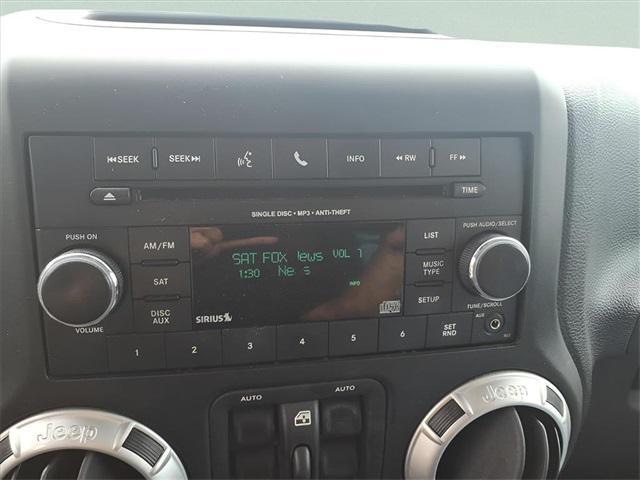 SEEK
SEEK
INFO
RW
FF
TIME
SINGLE DISC • MP3 • ANTI-THEFT
PUSH ON
VOLUME
AM/FM
SAT
DISC
AUX
SAT FOX iews VOL 7
1:30 Ne s
INFO
SIRIUS
LIST
MUSIC
TYPE
SETUP
PUSH AUDIO/SELECT
TUNE/SCROLL
1 2 3 4 5 6
SET
RND
AUX
AUTO
AUTO
Jeep
Jeep